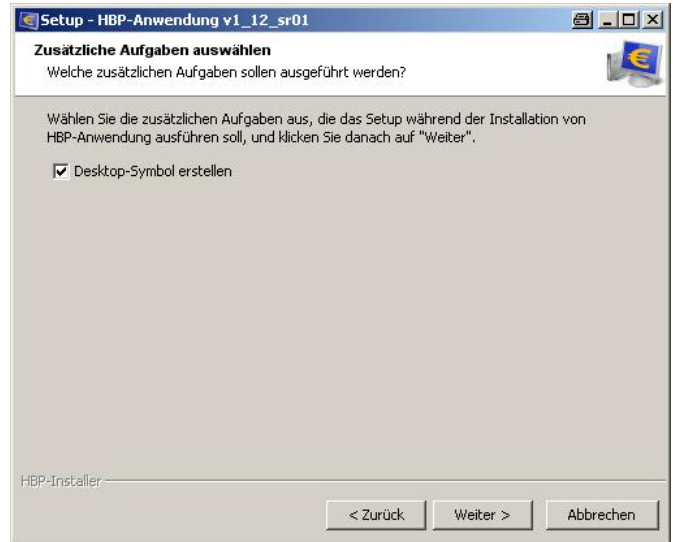 Setup - HBP-Anwendung v1_12_sr01
Zusätzliche Aufgaben auswählen
Welche zusätzlichen Aufgaben sollen ausgeführt werden?
Wählen Sie die zusätzlichen Aufgaben aus, die das Setup während der Installation von
HBP-Anwendung ausführen soll, und klicken Sie danach auf "Weiter".
Desktop-Symbol erstellen
HBP-Installer
< Zurück
Weiter >
Abbrechen